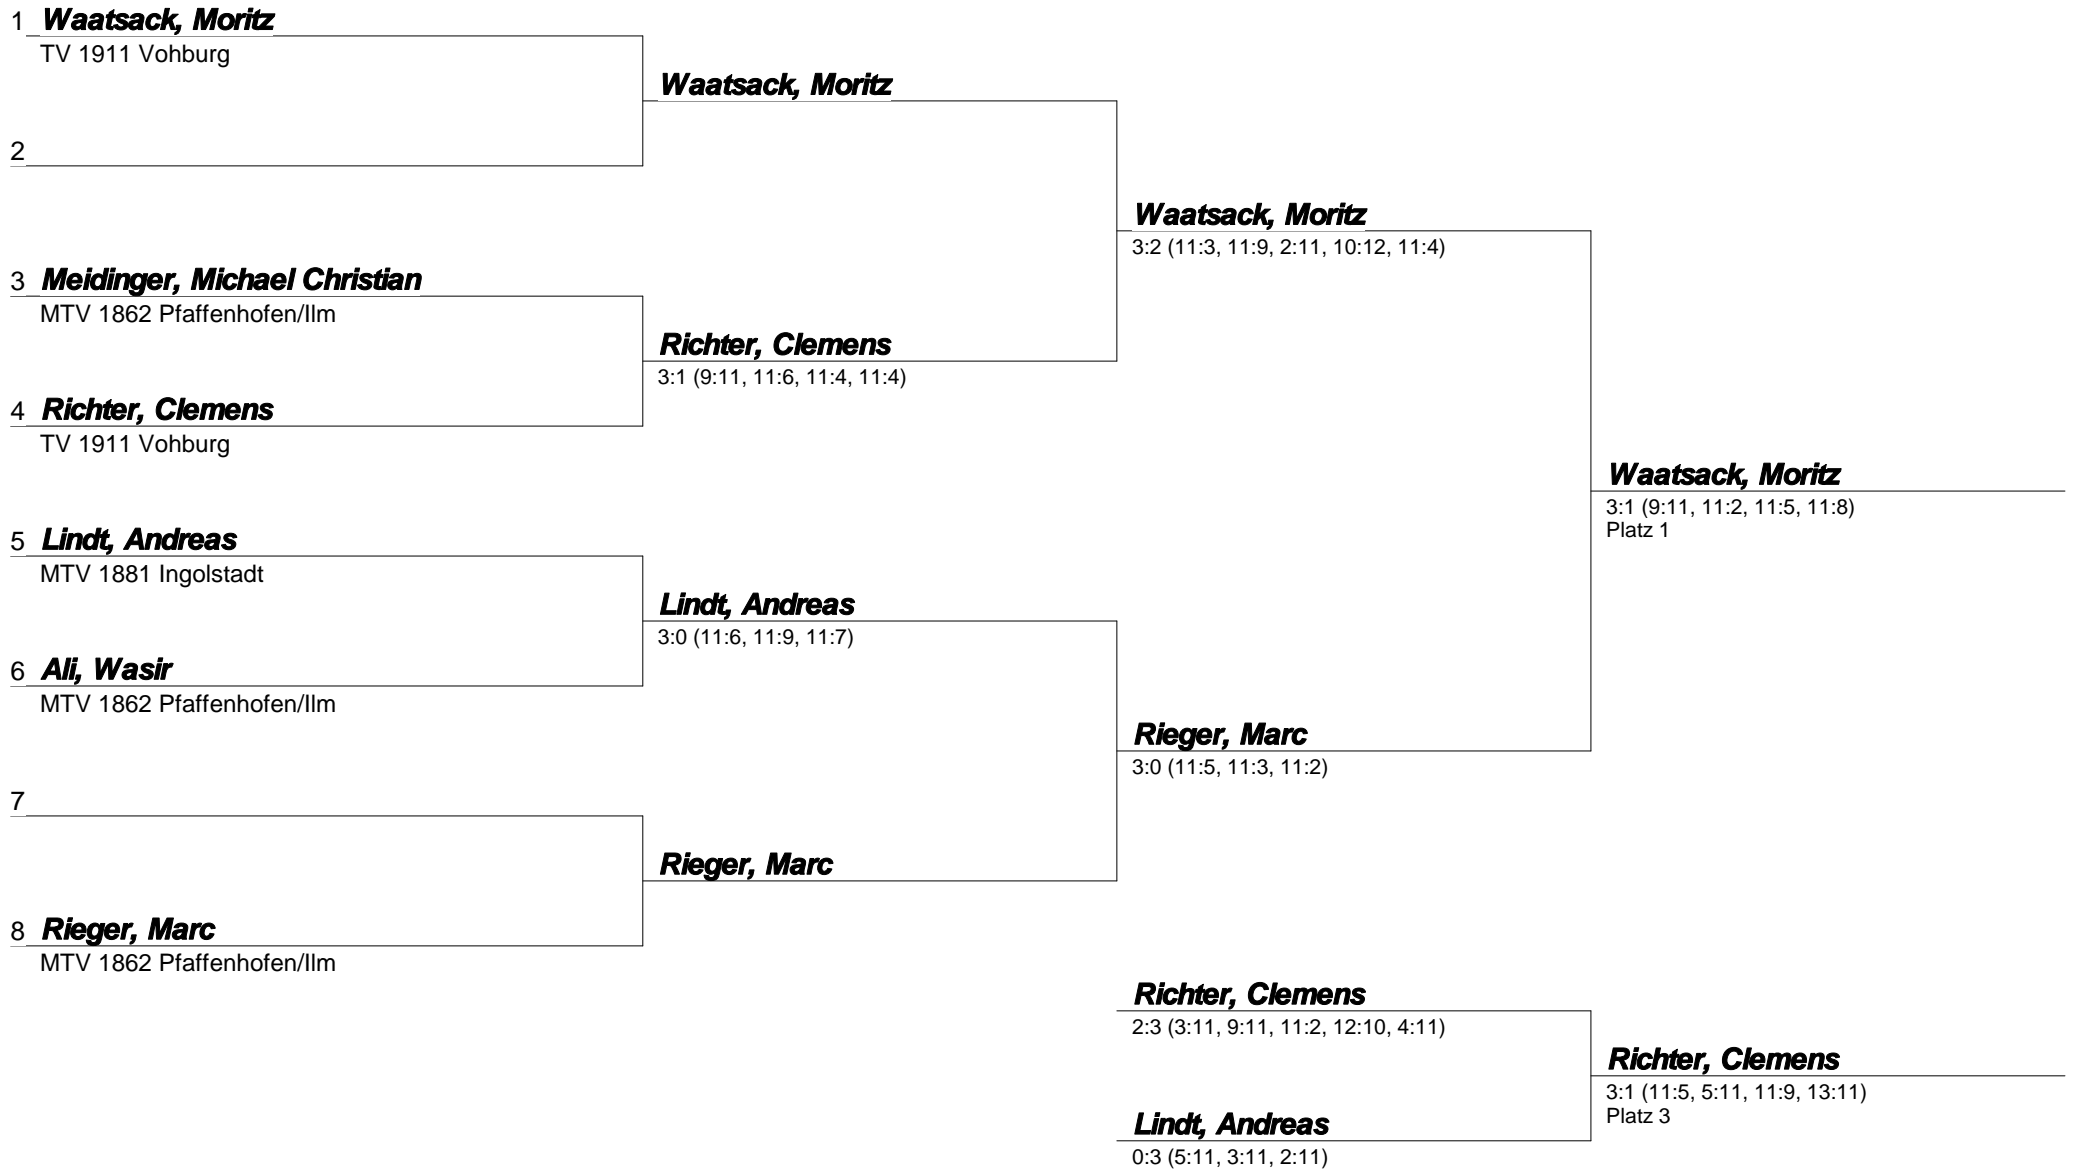 1 Waatsack, Moritz
TV 1911 Vohburg
Waatsack, Moritz
2
Waatsack, Moritz
3:2 (11:3, 11:9, 2:11, 10:12, 11:4)
3 Meidinger, Michael Christian
MTV 1862 Pfaffenhofen/Ilm
Richter, Clemens
3:1 (9:11, 11:6, 11:4, 11:4)
4 Richter, Clemens
TV 1911 Vohburg
Waatsack, Moritz
3:1 (9:11, 11:2, 11:5, 11:8)
Platz 1
5 Lindt, Andreas
MTV 1881 Ingolstadt
Lindt, Andreas
3:0 (11:6, 11:9, 11:7)
6 Ali, Wasir
MTV 1862 Pfaffenhofen/Ilm
Rieger, Marc
3:0 (11:5, 11:3, 11:2)
7
Rieger, Marc
8 Rieger, Marc
MTV 1862 Pfaffenhofen/Ilm
Richter, Clemens
2:3 (3:11, 9:11, 11:2, 12:10, 4:11)
Richter, Clemens
3:1 (11:5, 5:11, 11:9, 13:11)
Platz 3
Lindt, Andreas
0:3 (5:11, 3:11, 2:11)